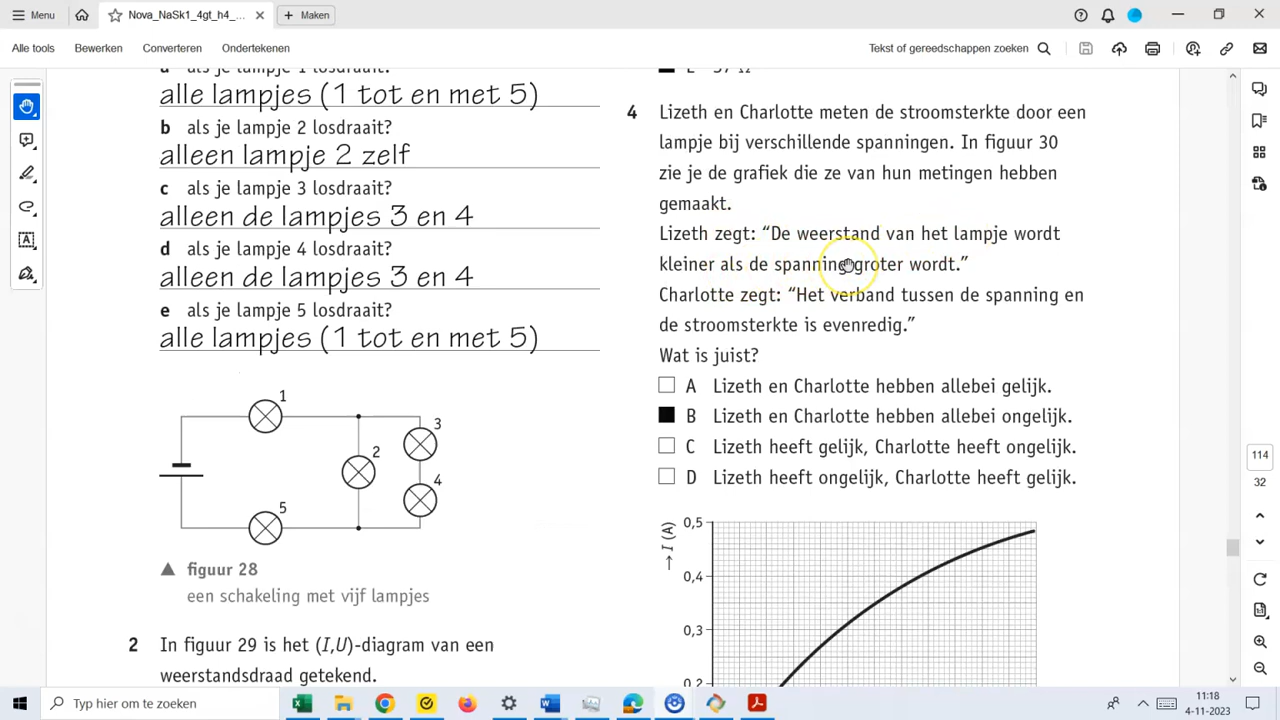 Menu
Nova_NaSk1_4gt_h4_...
Maken
Alle tools
Bewerken
Converteren
Ondertekenen
Tekst of gereedschappen zoeken
alle lampjes (1 tot en met 5)
b als je lampje 2 losdraait?
alleen lampje 2 zelf
c als je lampje 3 losdraait?
alleen de lampjes 3 en 4
d als je lampje 4 losdraait?
alleen de lampjes 3 en 4
e als je lampje 5 losdraait?
alle lampjes (1 tot en met 5)
1
2
3
4
5
figuur 28
een schakeling met vijf lampjes
2 In figuur 29 is het (I,U)-diagram van een
weerstandsdraad getekend.
4 Lizeth en Charlotte meten de stroomsterkte door een
lampje bij verschillende spanningen. In figuur 30
zie je de grafiek die ze van hun metingen hebben
gemaakt.
Lizeth zegt: “De weerstand van het lampje wordt
kleiner als de spanning groter wordt.”
Charlotte zegt: “Het verband tussen de spanning en
de stroomsterkte is evenredig.”
Wat is juist?
A Lizeth en Charlotte hebben allebei gelijk.
B Lizeth en Charlotte hebben allebei ongelijk.
C Lizeth heeft gelijk, Charlotte heeft ongelijk.
D Lizeth heeft ongelijk, Charlotte heeft gelijk.
→ I (A)
0,5
0,4
0,3
0,2
114
32
Typ hier om te zoeken
11:18
4-11-2023